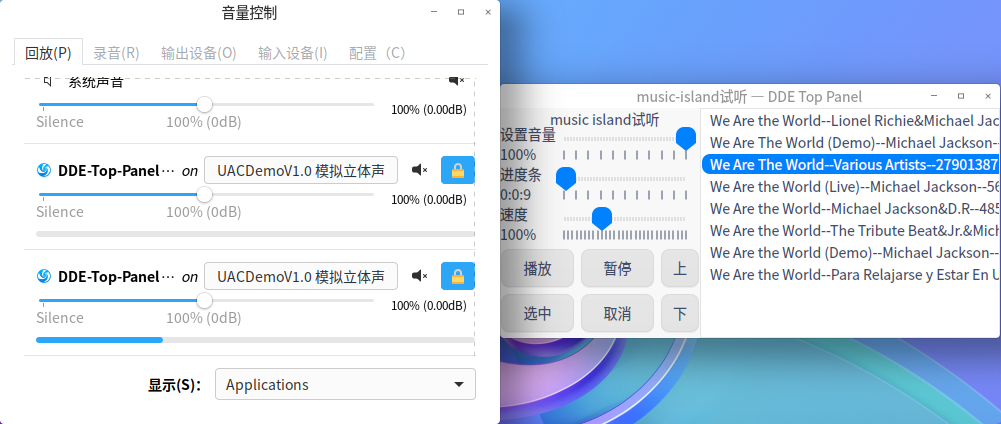 音量控制
回放(P)
录音(R)
输出设备(O)
输入设备(I)
配置（C）
系统声音
100% (0.00dB)
Silence
100% (0dB)
DDE-Top-Panel… on
UACDemoV1.0 模拟立体声
100% (0.00dB)
Silence
100% (0dB)
DDE-Top-Panel… on
UACDemoV1.0 模拟立体声
100% (0.00dB)
Silence
100% (0dB)
显示(S)：
Applications
music-island试听 — DDE Top Panel
music island试听
设置音量
100%
进度条
0:0:9
速度
100%
播放
暂停
上
选中
取消
下
We Are the World--Lionel Richie&Michael Jac
We Are The World (Demo)--Michael Jackson-
We Are The World--Various Artists--27901387
We Are the World (Live)--Michael Jackson--56
We Are the World--Michael Jackson&D.R--485
We Are the World--The Tribute Beat&Jr.&Mich
We Are the World (Demo)--Michael Jackson--
We Are the World--Para Relajarse y Estar En U